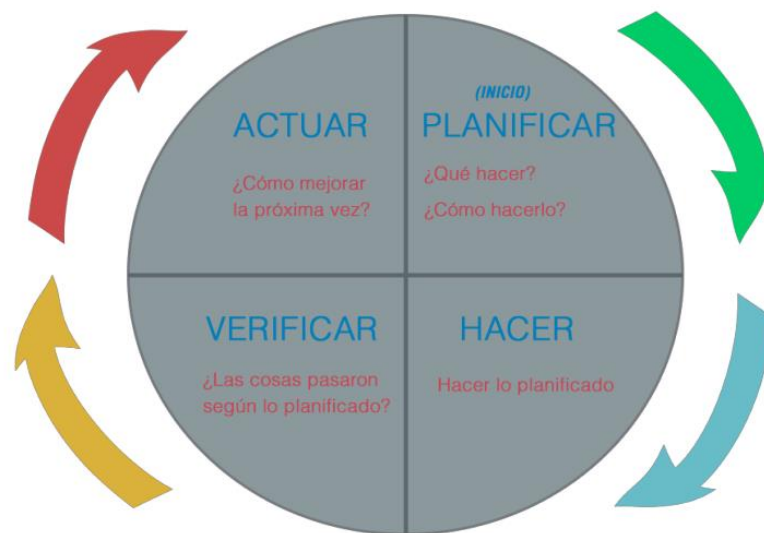 ACTUAR
¿Cómo mejorar
la próxima vez?
(INICIO)
PLANIFICAR
¿Qué hacer?
¿Cómo hacerlo?
VERIFICAR
¿Las cosas pasaron
según lo planificado?
HACER
Hacer lo planificado